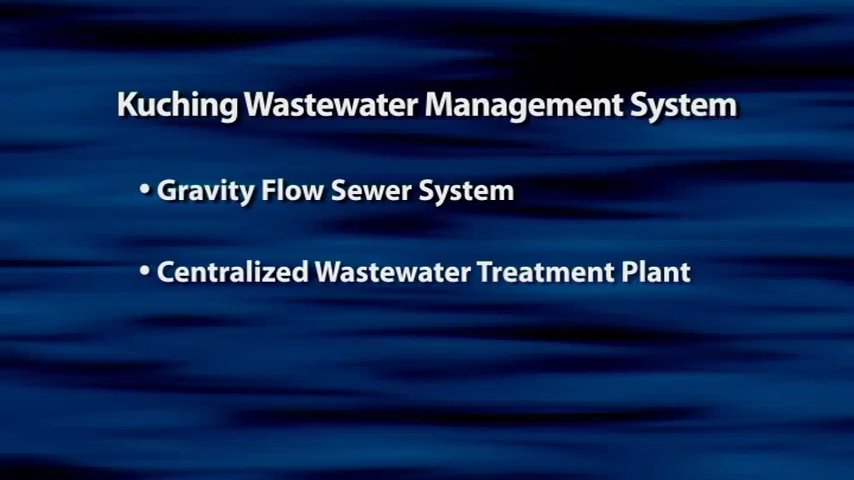 Kuching Wastewater Management System
• Gravity Flow Sewer System
• Centralized Wastewater Treatment Plant